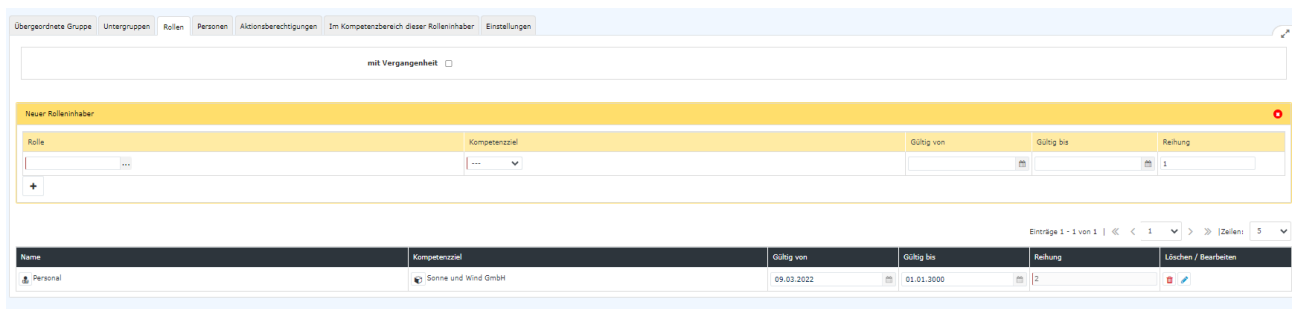 Übergeordnete Gruppe Untergruppen Rollen Personen Aktionsberechtigungen Im Kompetenzbereich dieser Rolleninhaber Einstellungen
mit Vergangenheit
Neuer Rolleninhaber
Rolle Kompetenzziel Gültig von Gültig bis Reihung
... --- 1
+
Einträge 1 - 1 von 1 | 1 |Zeilen: 5
Name Kompetenzziel Gültig von Gültig bis Reihung Löschen / Bearbeiten
Personal Sonne und Wind GmbH 09.03.2022 01.01.3000 2